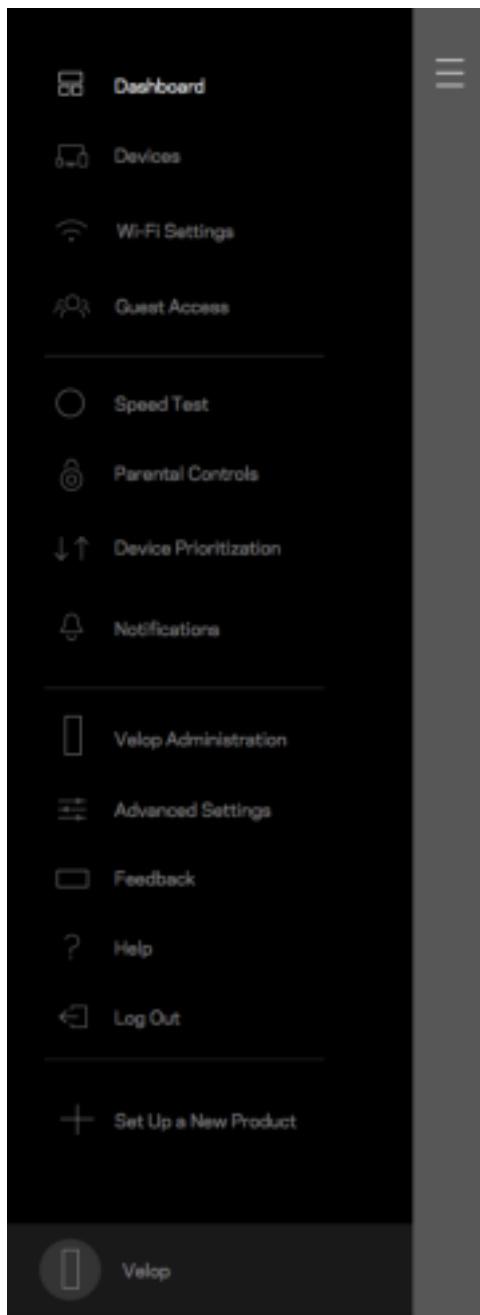 Dashboard
Devices
Wi-Fi Settings
Guest Access
Speed Test
Parental Controls
Device Prioritization
Notifications
Velop Administration
Advanced Settings
Feedback
Help
Log Out
Set Up a New Product
Velop